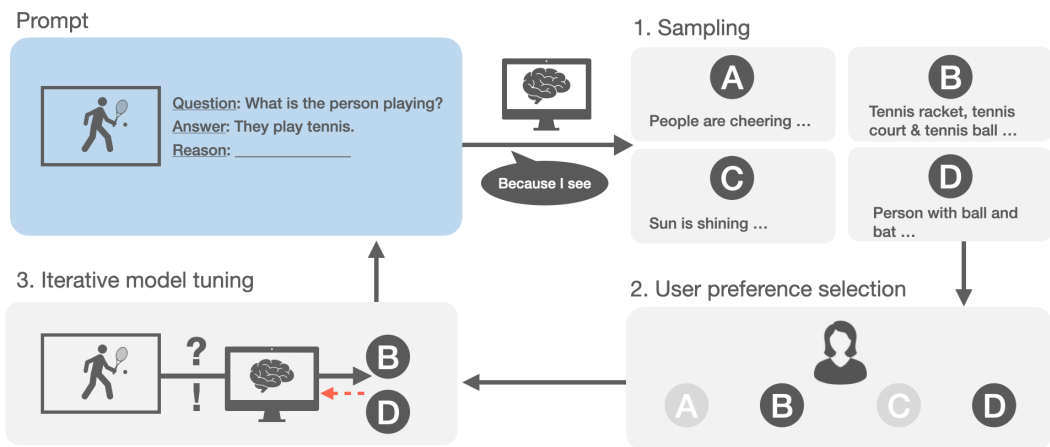 Prompt
Question: What is the person playing?
Answer: They play tennis.
Reason: _______________
Because I see
1. Sampling
A
People are cheering ...
B
Tennis racket, tennis
court & tennis ball ...
C
Sun is shining ...
D
Person with ball and
bat ...
2. User preference selection
A
B
C
D
3. Iterative model tuning
?
!
B
D